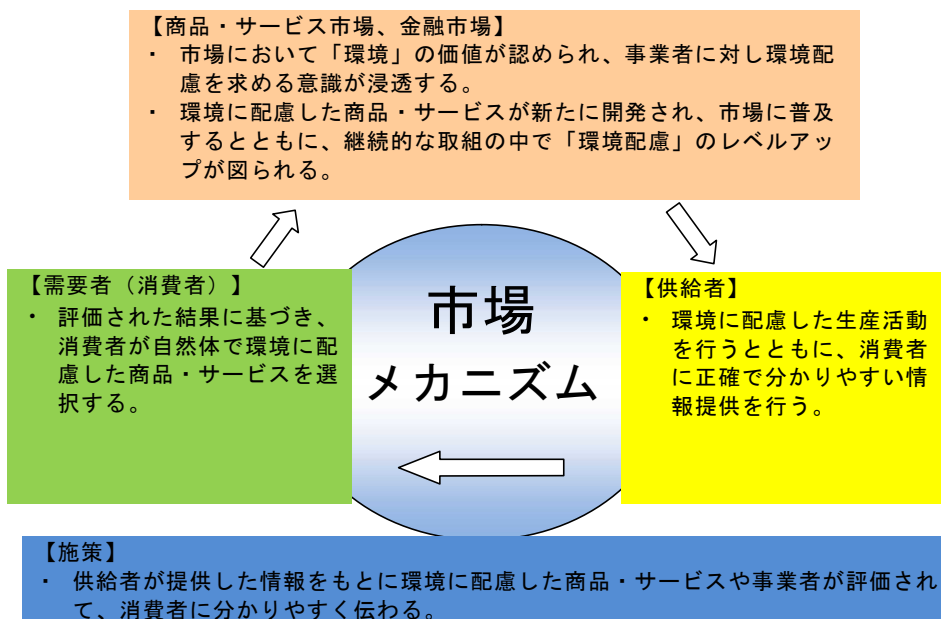 【商品・サービス市場、金融市場】
・ 市場において「環境」の価値が認められ、事業者に対し環境配
慮を求める意識が浸透する。
・ 環境に配慮した商品・サービスが新たに開発され、市場に普及
するとともに、継続的な取組の中で「環境配慮」のレベルアッ
プが図られる。
【需要者（消費者）】
・ 評価された結果に基づき、
消費者が自然体で環境に配
慮した商品・サービスを選
択する。
市場
メカニズム
【供給者】
・ 環境に配慮した生産活動
を行うとともに、消費者
に正確で分かりやすい情
報提供を行う。
【施策】
・ 供給者が提供した情報をもとに環境に配慮した商品・サービスや事業者が評価され
て、消費者に分かりやすく伝わる。